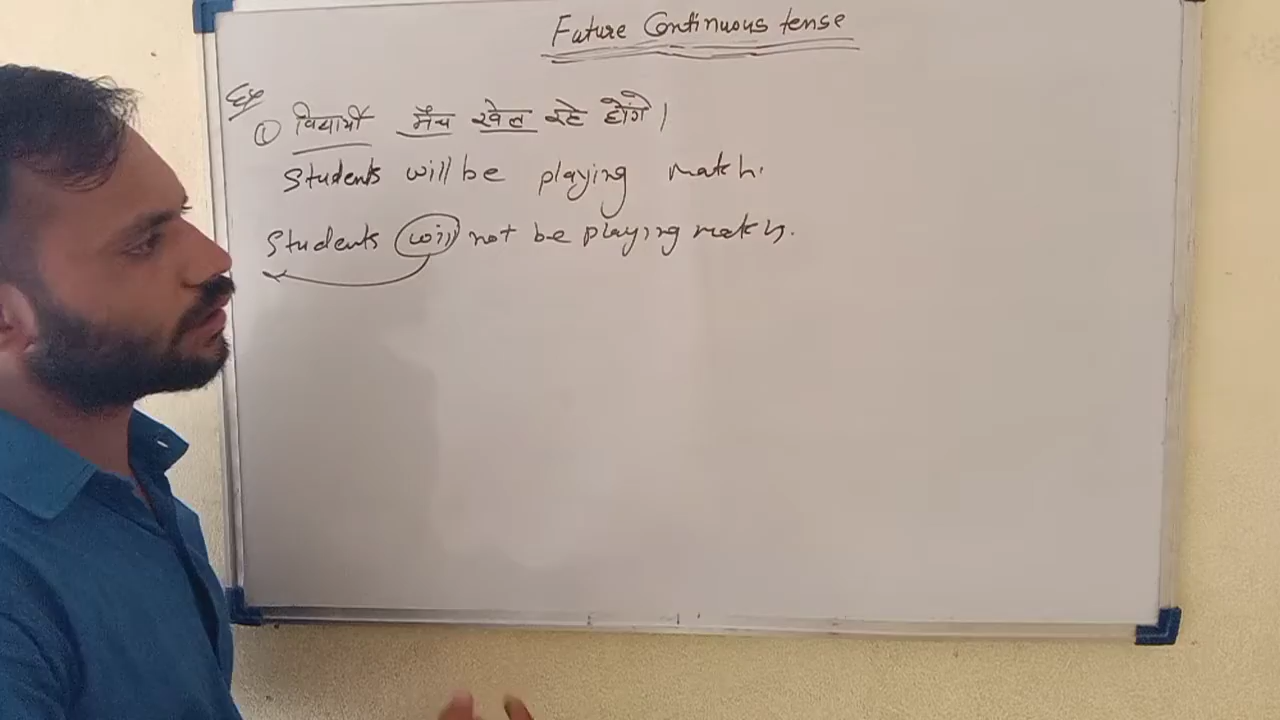 Future Continuous tense
Ex
① विद्यार्थी मैच खेल रहे होंगे।
Students will be playing match.
Students will not be playing match.